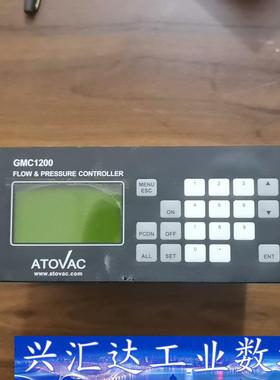 GMC1200
FLOW & PRESSURE CONTROLLER
MENU
ESC
1 2 3 ▲
ON 4 5 6 ▼
PCON OFF 7 8 9
ALL SET 0 ENT
ATOVAC
www.atovac.com
兴汇达工业数